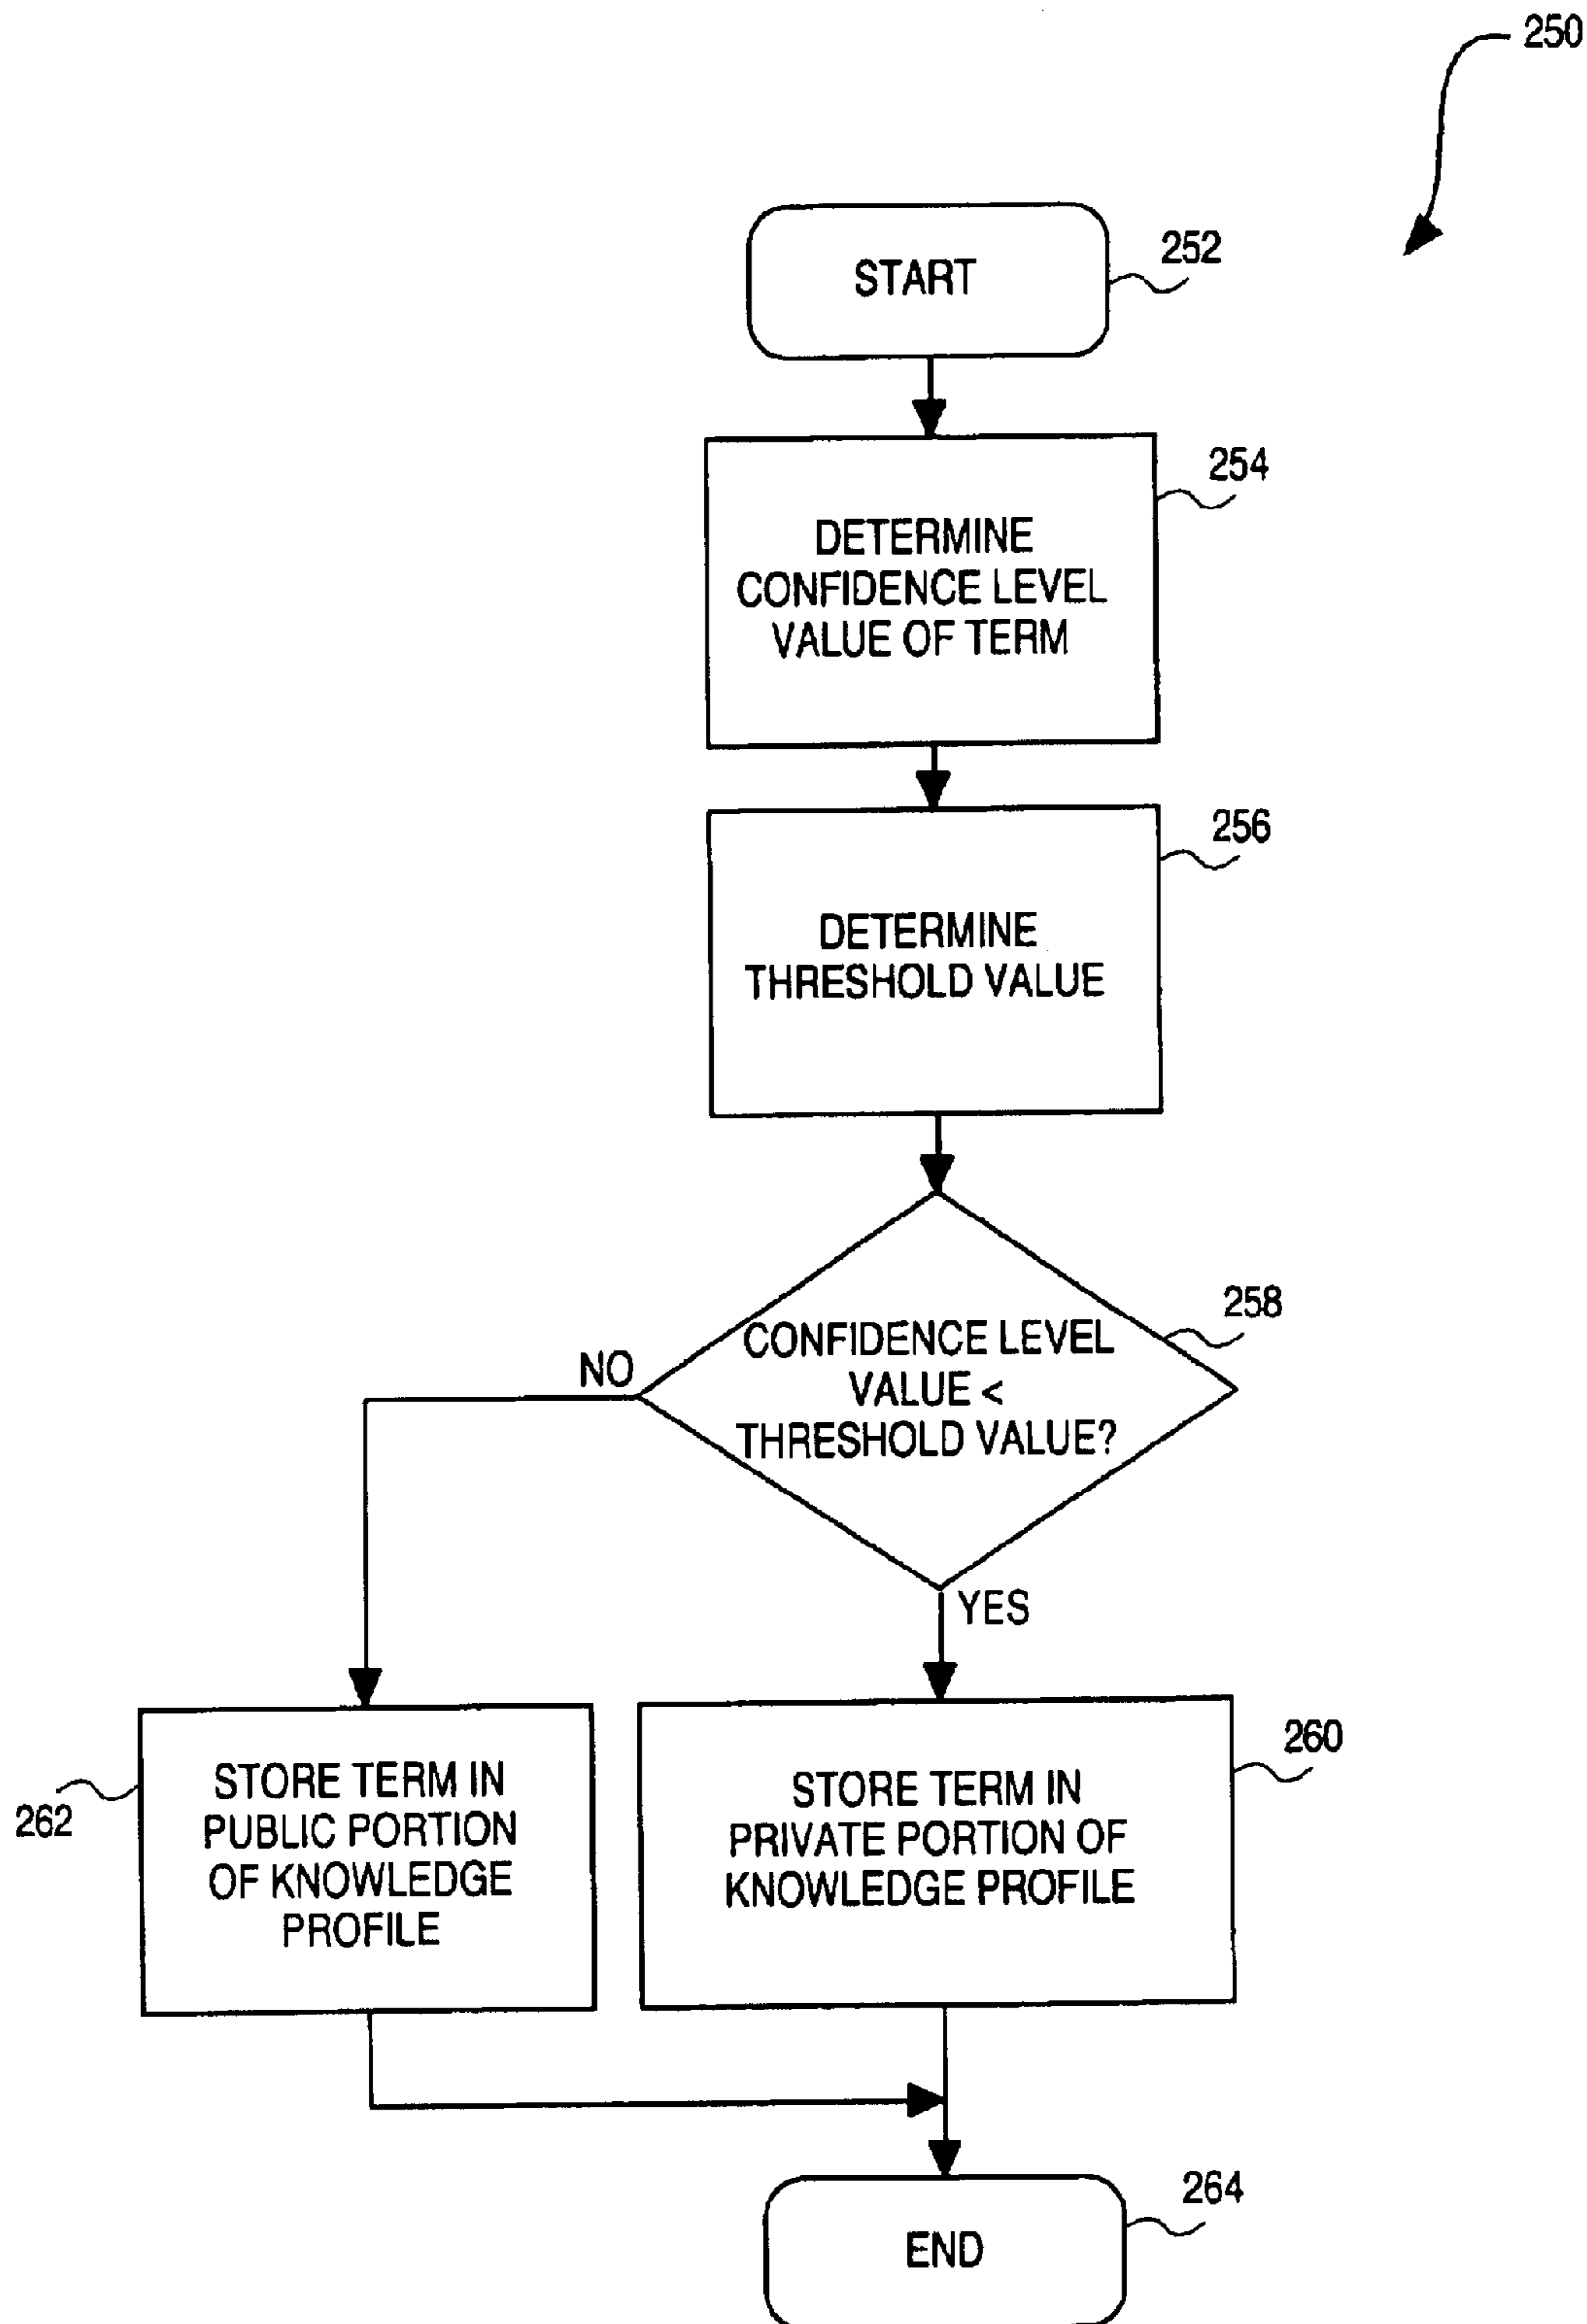 250
START
252
DETERMINE
CONFIDENCE LEVEL
VALUE OF TERM
254
DETERMINE
THRESHOLD VALUE
256
CONFIDENCE LEVEL
VALUE <
THRESHOLD VALUE?
258
NO
YES
STORE TERM IN
PUBLIC PORTION
OF KNOWLEDGE
PROFILE
262
STORE TERM IN
PRIVATE PORTION OF
KNOWLEDGE PROFILE
260
END
264